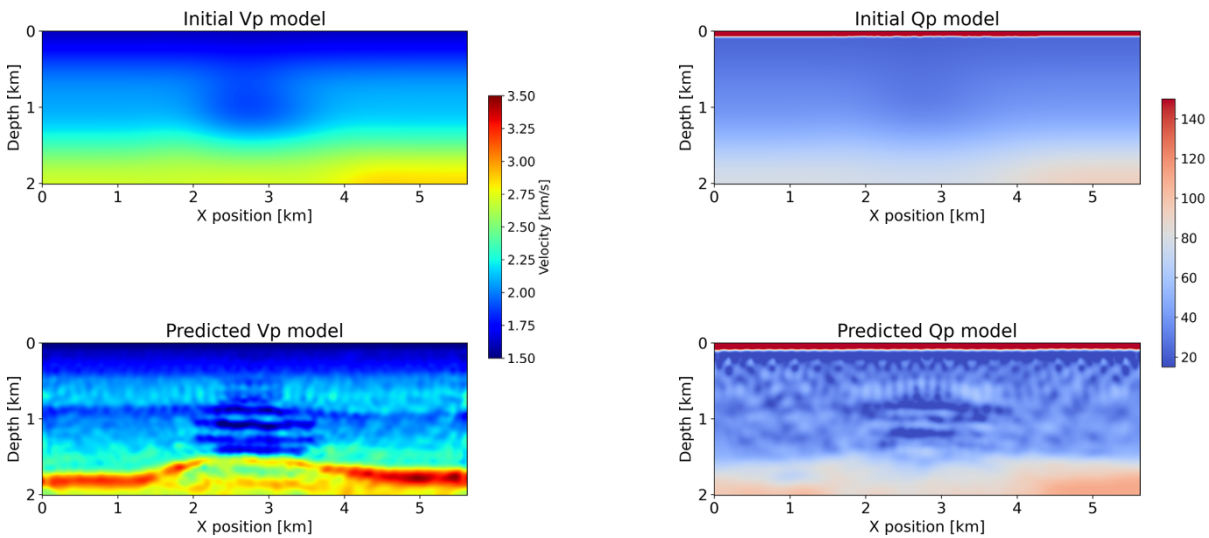 Initial Vp model
0
1
2
Depth [km]
0 1 2 3 4 5
X position [km]
3.50
3.25
3.00
2.75
2.50
2.25
2.00
1.75
1.50
Velocity [km/s]
Initial Qp model
0
1
2
Depth [km]
0 1 2 3 4 5
X position [km]
140
120
100
80
60
40
20
Predicted Vp model
0
1
2
Depth [km]
0 1 2 3 4 5
X position [km]
Predicted Qp model
0
1
2
Depth [km]
0 1 2 3 4 5
X position [km]